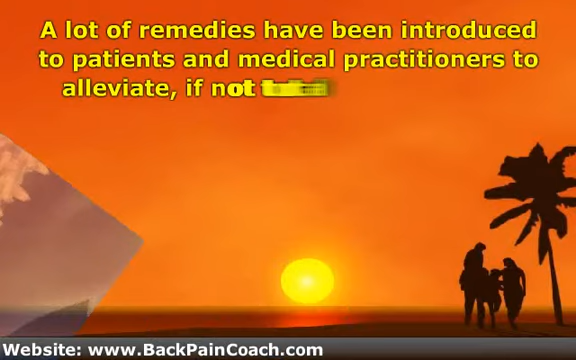 A lot of remedies have been introduced
to patients and medical practitioners to
alleviate, if not
Website: www.BackPainCoach.com